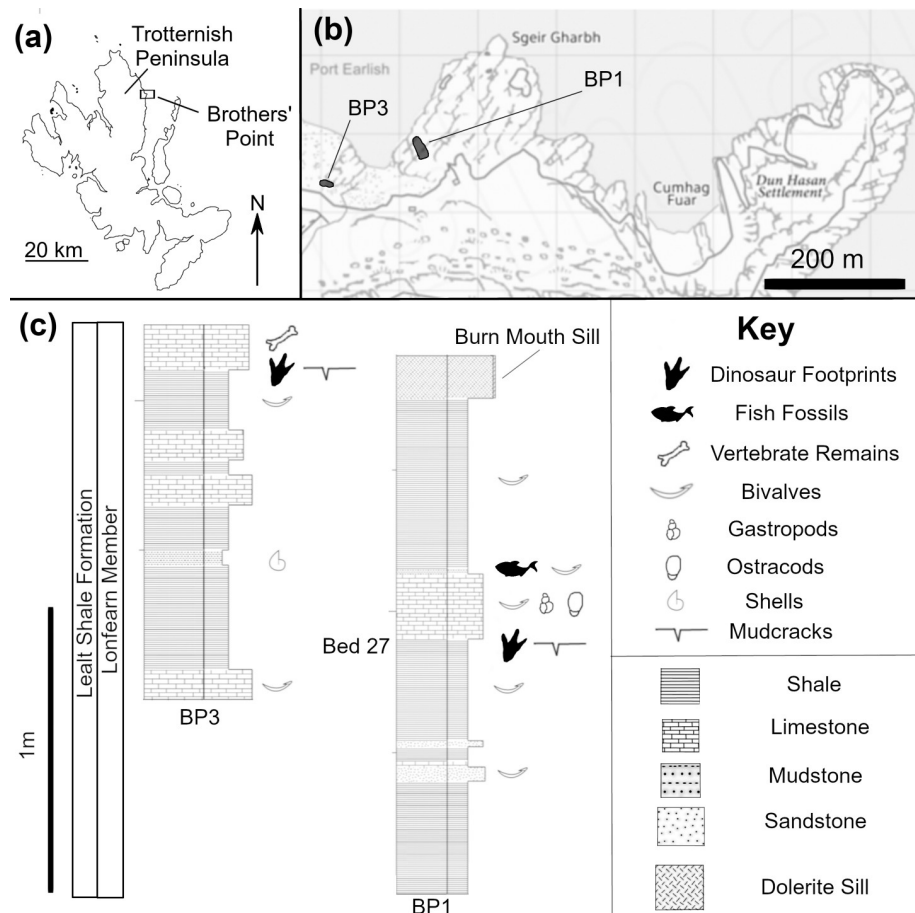 (a)
Trotternish
Peninsula
Brothers'
Point
N
20 km
(b)
Sgeir Gharbh
Port Earlish
BP1
BP3
Cumhag
Fuar
Dun Hasan
Settlement
200 m
(c)
Lealt Shale Formation
Lonfearn Member
1m
BP3
Burn Mouth Sill
Bed 27
BP1
Key
Dinosaur Footprints
Fish Fossils
Vertebrate Remains
Bivalves
Gastropods
Ostracods
Shells
Mudcracks
Shale
Limestone
Mudstone
Sandstone
Dolerite Sill